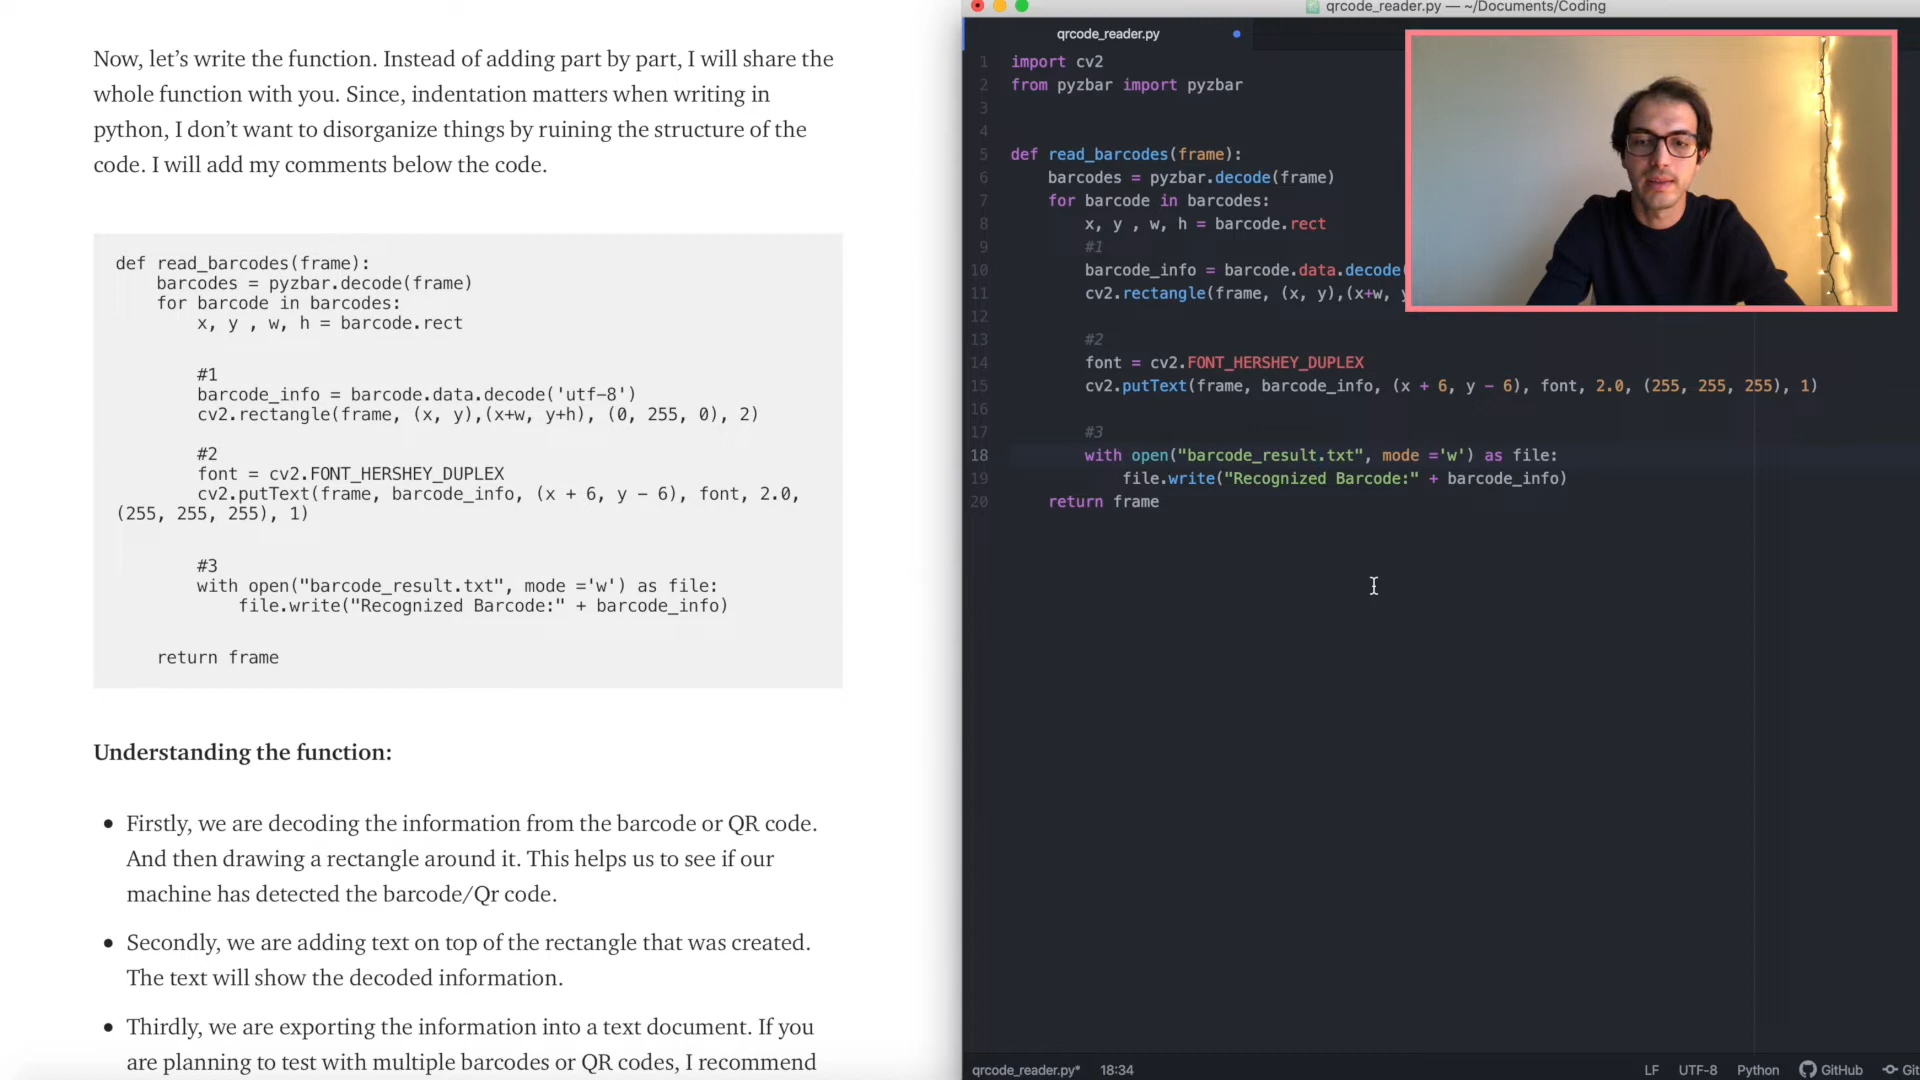 Now, let’s write the function. Instead of adding part by part, I will share the
whole function with you. Since, indentation matters when writing in
python, I don’t want to disorganize things by ruining the structure of the
code. I will add my comments below the code.
def read_barcodes(frame):
    barcodes = pyzbar.decode(frame)
    for barcode in barcodes:
        x, y , w, h = barcode.rect
        #1
        barcode_info = barcode.data.decode('utf-8')
        cv2.rectangle(frame, (x, y),(x+w, y+h), (0, 255, 0), 2)
        #2
        font = cv2.FONT_HERSHEY_DUPLEX
        cv2.putText(frame, barcode_info, (x + 6, y - 6), font, 2.0,
(255, 255, 255), 1)
        #3
        with open("barcode_result.txt", mode ='w') as file:
            file.write("Recognized Barcode:" + barcode_info)
    return frame
Understanding the function:
• Firstly, we are decoding the information from the barcode or QR code.
And then drawing a rectangle around it. This helps us to see if our
machine has detected the barcode/Qr code.
• Secondly, we are adding text on top of the rectangle that was created.
The text will show the decoded information.
• Thirdly, we are exporting the information into a text document. If you
are planning to test with multiple barcodes or QR codes, I recommend
qrcode_reader.py — ~/Documents/Coding
qrcode_reader.py
1 import cv2
2 from pyzbar import pyzbar
3
4
5 def read_barcodes(frame):
6     barcodes = pyzbar.decode(frame)
7     for barcode in barcodes:
8         x, y , w, h = barcode.rect
9         #1
10         barcode_info = barcode.data.decode(
11         cv2.rectangle(frame, (x, y),(x+w,
12
13         #2
14         font = cv2.FONT_HERSHEY_DUPLEX
15         cv2.putText(frame, barcode_info, (x + 6, y - 6), font, 2.0, (255, 255, 255), 1)
16
17         #3
18         with open("barcode_result.txt", mode ='w') as file:
19             file.write("Recognized Barcode:" + barcode_info)
20     return frame
qrcode_reader.py* 18:34 LF UTF-8 Python GitHub Git